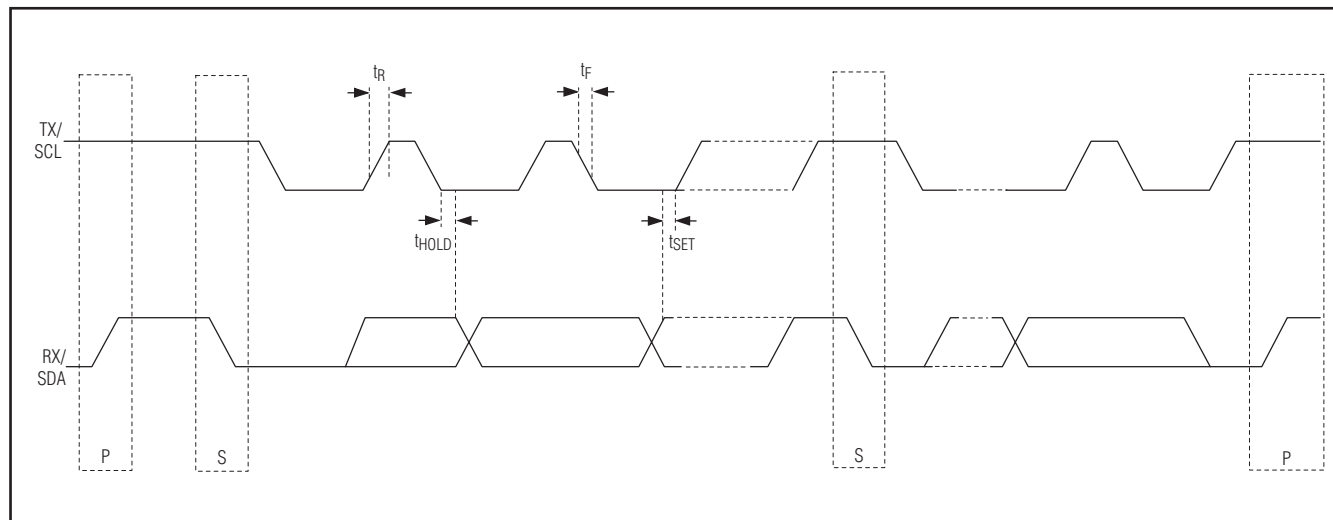 tR
tF
TX/
SCL
tHOLD
tSET
RX/
SDA
P
S
S
P